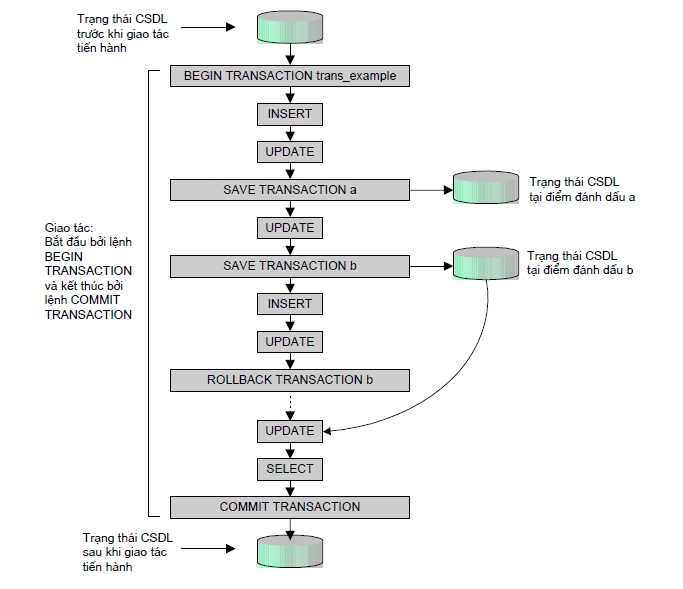 Trạng thái CSDL
trước khi giao tác
tiến hành
BEGIN TRANSACTION trans_example
INSERT
UPDATE
SAVE TRANSACTION a
Trạng thái CSDL
tại điểm đánh dấu a
UPDATE
Giao tác:
Bắt đầu bởi lệnh
BEGIN
TRANSACTION
và kết thúc bởi
lệnh COMMIT
TRANSACTION
SAVE TRANSACTION b
Trạng thái CSDL
tại điểm đánh dấu b
INSERT
UPDATE
ROLLBACK TRANSACTION b
UPDATE
SELECT
COMMIT TRANSACTION
Trạng thái CSDL
sau khi giao tác
tiến hành